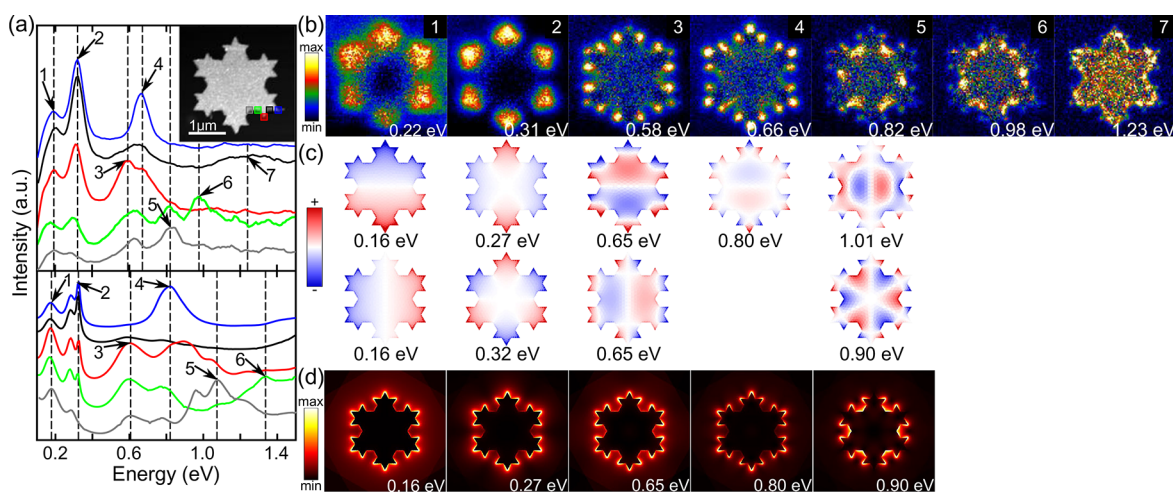 (a)
Intensity (a.u.)
1
2
4
3
7
6
5
1μm
1
2
4
3
5
6
0.2 0.6 1.0 1.4
Energy (eV)
(b)
max
min
1 2 3 4 5 6 7
0.22 eV 0.31 eV 0.58 eV 0.66 eV 0.82 eV 0.98 eV 1.23 eV
(c)
+
-
0.16 eV 0.27 eV 0.65 eV 0.80 eV 1.01 eV
0.16 eV 0.32 eV 0.65 eV 0.90 eV
(d)
max
min
0.16 eV 0.27 eV 0.65 eV 0.80 eV 0.90 eV